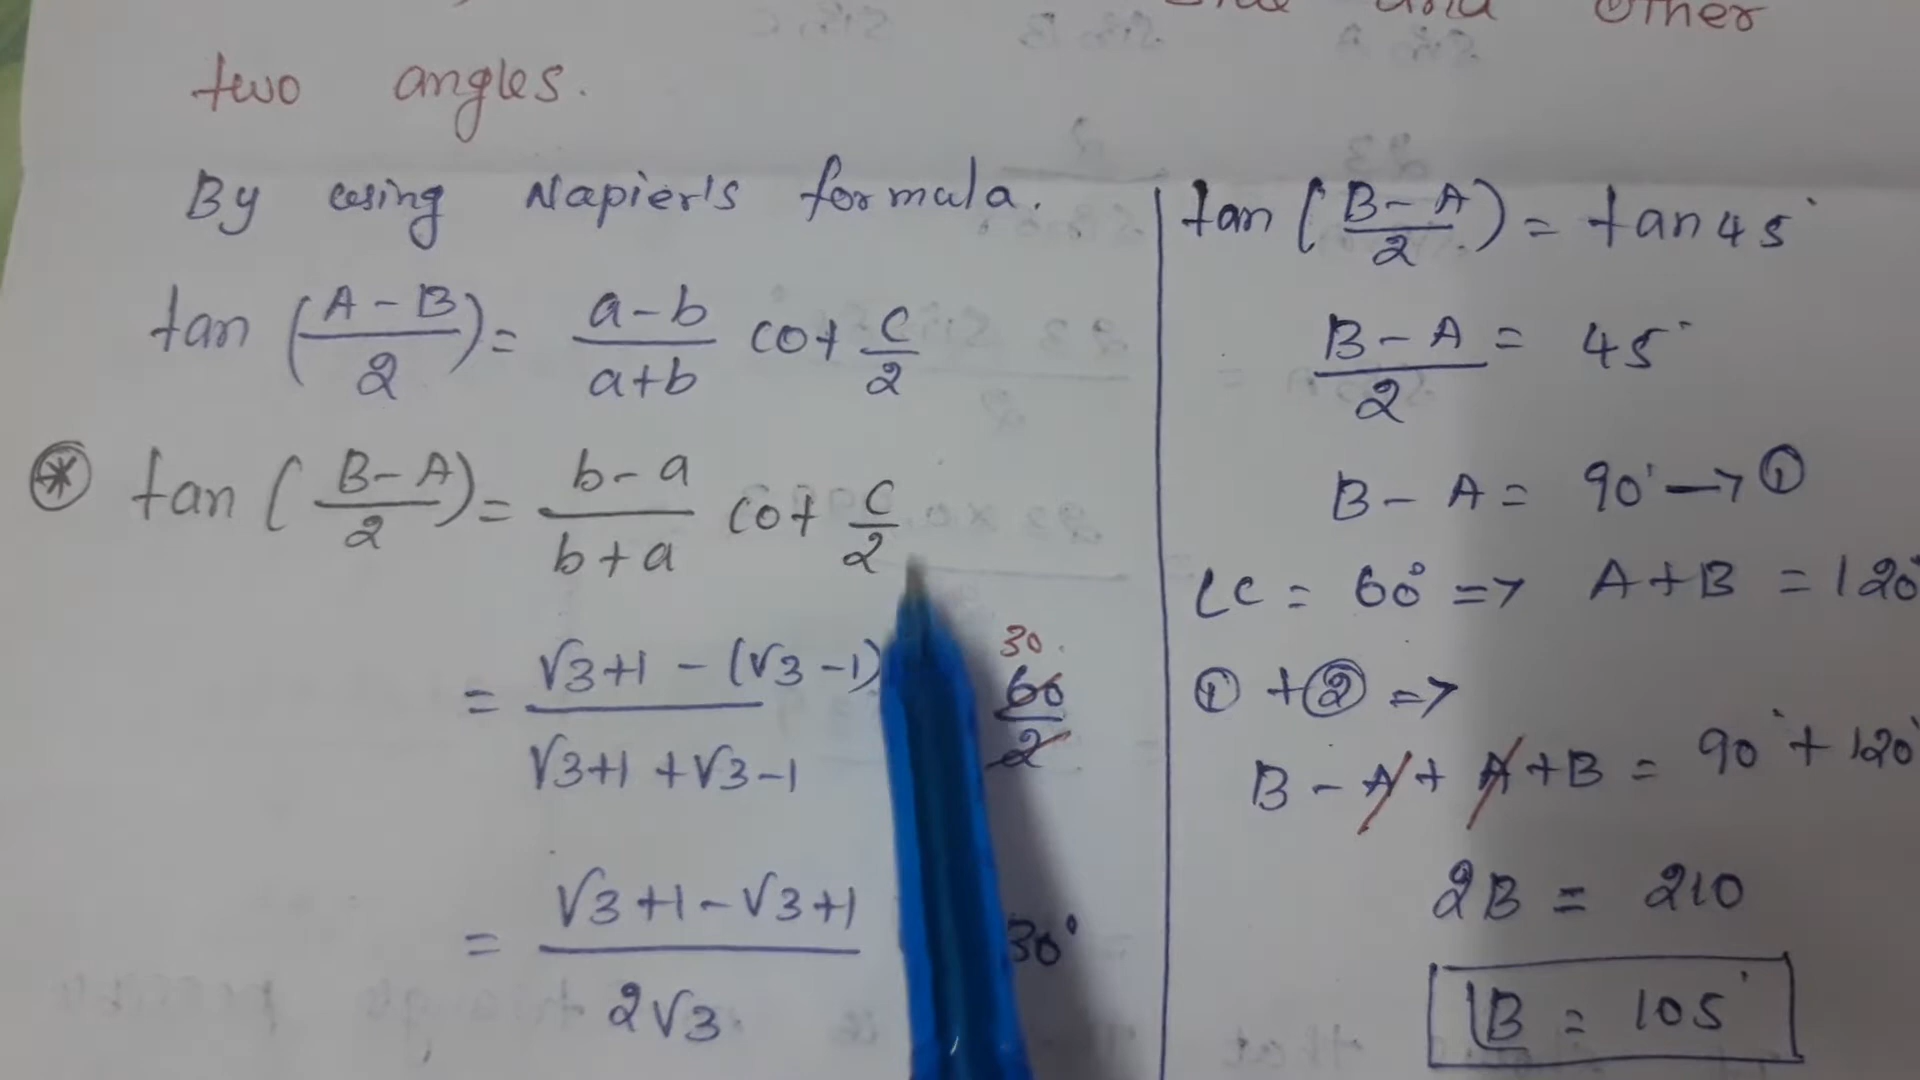 and other
two angles.
By using Napier's formula.
tan (A-B/2) = a-b/a+b cot C/2
* tan (B-A/2) = b-a/b+a cot C/2
= √3+1 - (√3-1)/√3+1+√3-1 60/2 30.
= √3+1-√3+1/2√3 30°
tan (B-A/2) = tan 45°
B-A/2 = 45°
B-A = 90° → ①
∠C = 60° => A+B = 120°
① + ② =>
B - A + A + B = 90° + 120°
2B = 210
∠B = 105°